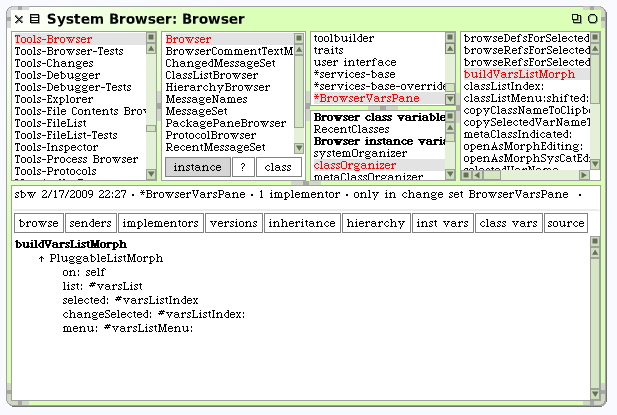 System Browser: Browser
Tools-Browser
Tools-Browser-Tests
Tools-Changes
Tools-Debugger
Tools-Debugger-Tests
Tools-Explorer
Tools-File Contents Brow
Tools-FileList
Tools-FileList-Tests
Tools-Inspector
Tools-Process Browser
Tools-Protocols
Browser
BrowserCommentTextM
ChangedMessageSet
ClassListBrowser
HierarchyBrowser
MessageNames
MessageSet
PackagePaneBrowser
ProtocolBrowser
RecentMessageSet
instance ? class
toolbuilder
traits
user interface
*services-base
*services-base-override
*BrowserVarsPane
Browser class variable
RecentClasses
Browser instance varia
systemOrganizer
classOrganizer
metaClassOrganizer
browseDefsForSelected
browseRefsForSelected
browseRefsForSelected
buildVarsListMorph
classListIndex:
classListMenu:shifted:
copyClassNameToClipbo
copySelectedVarNameT
metaClassIndicated:
openAsMorphEditing:
openAsMorphSysCatEd
selectedVarName
sbw 2/17/2009 22:27 · *BrowserVarsPane · 1 implementor · only in change set BrowserVarsPane ·
browse senders implementors versions inheritance hierarchy inst vars class vars source
buildVarsListMorph
↑ PluggableListMorph
on: self
list: #varsList
selected: #varsListIndex
changeSelected: #varsListIndex:
menu: #varsListMenu: